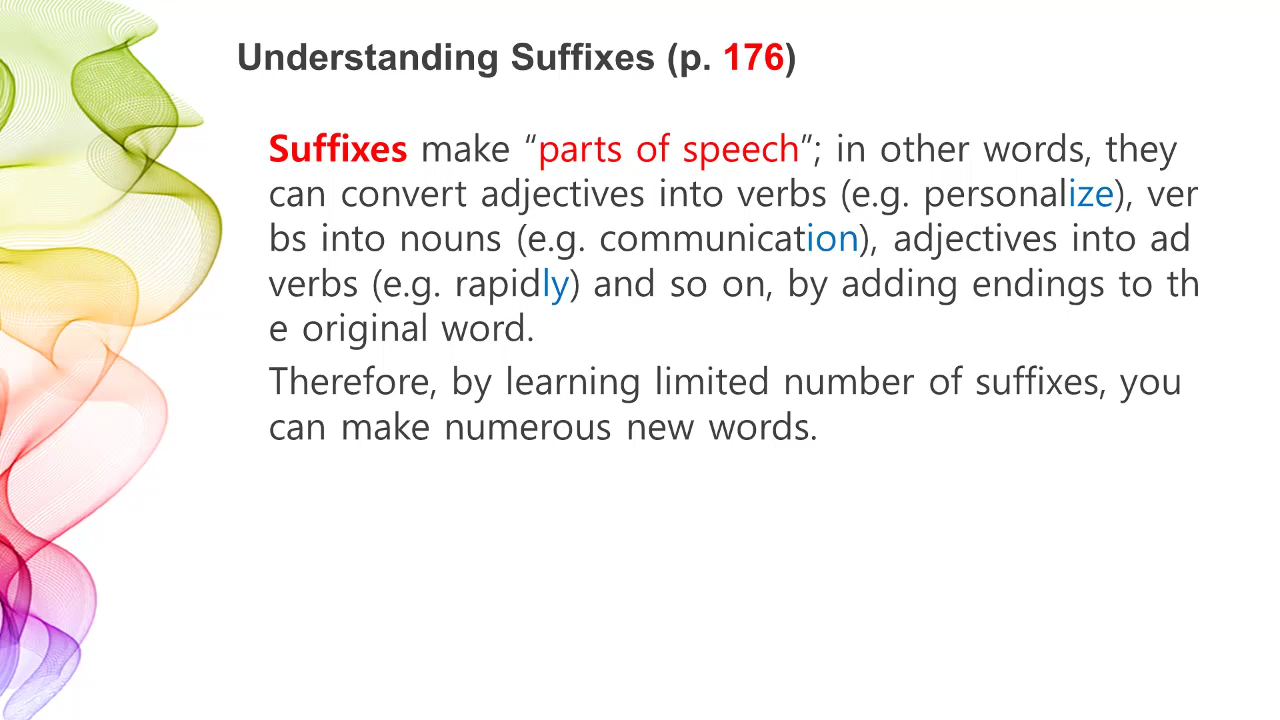 Understanding Suffixes (p. 176)
Suffixes make “parts of speech”; in other words, they
can convert adjectives into verbs (e.g. personalize), ver
bs into nouns (e.g. communication), adjectives into ad
verbs (e.g. rapidly) and so on, by adding endings to th
e original word.
Therefore, by learning limited number of suffixes, you
can make numerous new words.